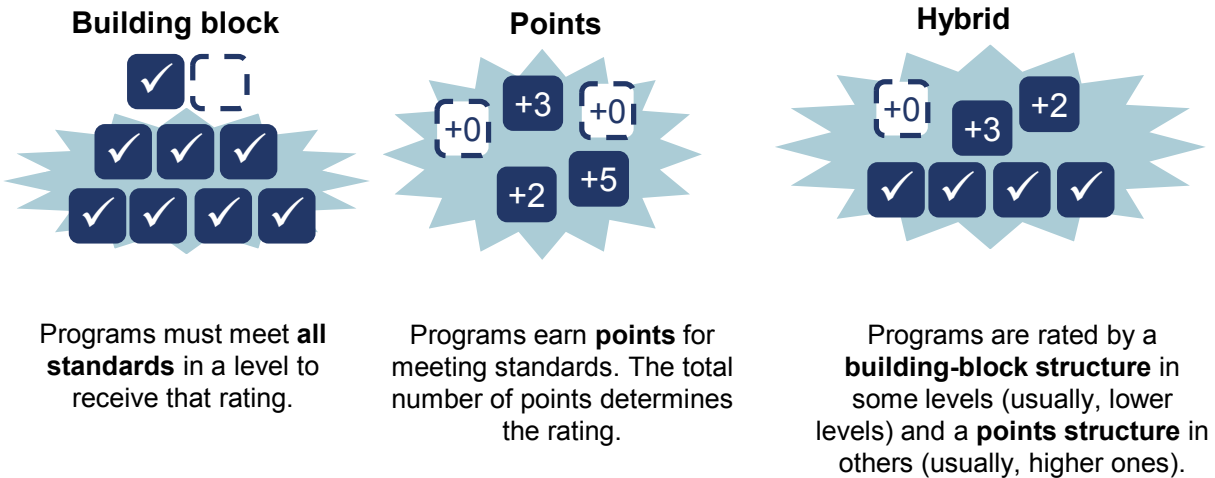 Building block
Points
+0
+3
+0
+2
+5
Hybrid
+0
+3
+2
Programs must meet all
standards in a level to
receive that rating.
Programs earn points for
meeting standards. The total
number of points determines
the rating.
Programs are rated by a
building-block structure in
some levels (usually, lower
levels) and a points structure in
others (usually, higher ones).